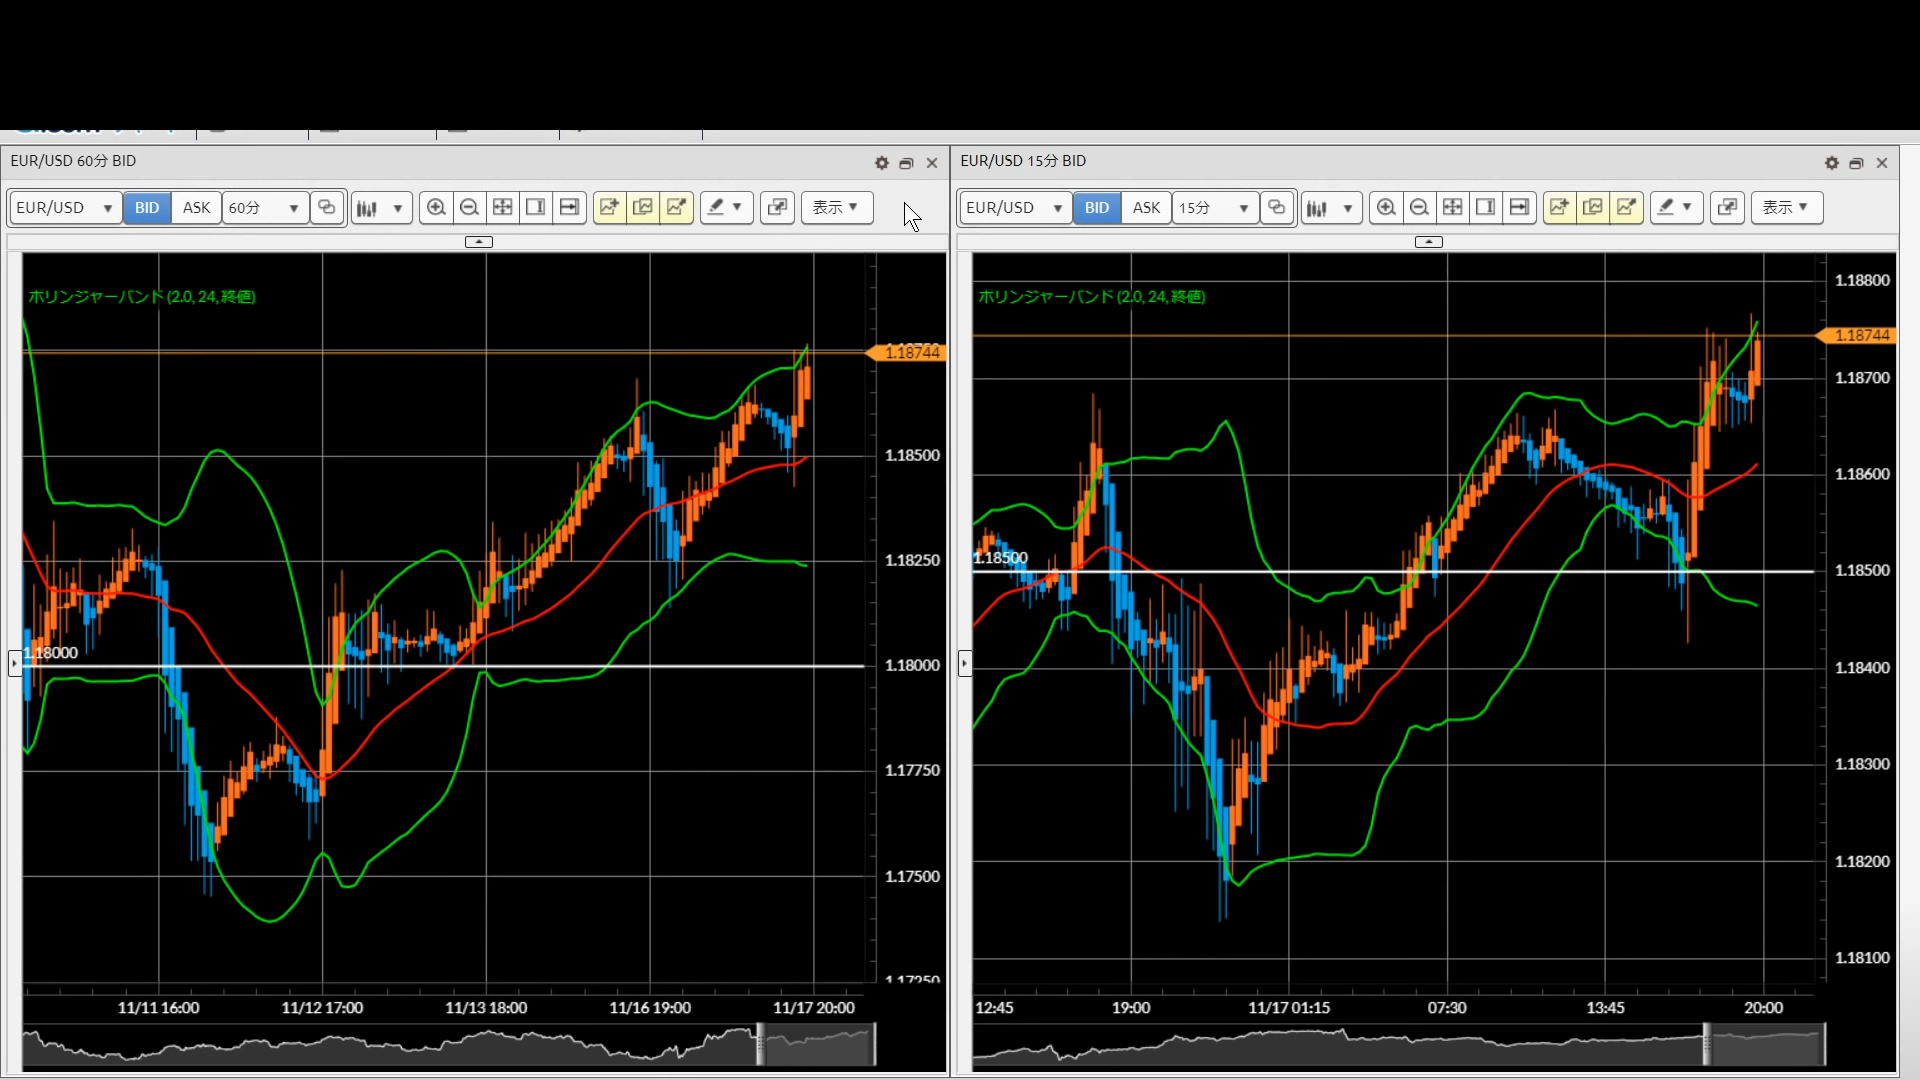 EUR/USD 60分 BID
EUR/USD BID ASK 60分 表示
ボリンジャーバンド (2.0, 24, 終値)
1.18744
1.18500
1.18250
1.18000
1.18000
1.17750
1.17500
1.17250
11/11 16:00 11/12 17:00 11/13 18:00 11/16 19:00 11/17 20:00
EUR/USD 15分 BID
EUR/USD BID ASK 15分 表示
ボリンジャーバンド (2.0, 24, 終値)
1.18800
1.18744
1.18700
1.18600
1.18500
1.18500
1.18400
1.18300
1.18200
1.18100
12:45 19:00 11/17 01:15 07:30 13:45 20:00